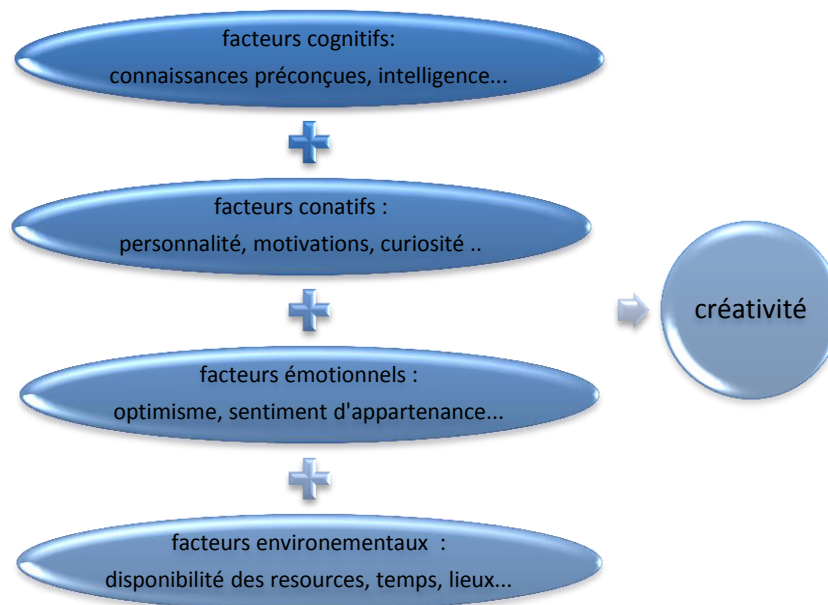 facteurs cognitifs:
connaissances préconçues, intelligence...
facteurs conatifs :
personnalité, motivations, curiosité ..
facteurs émotionnels :
optimisme, sentiment d'appartenance...
facteurs environementaux  :
disponibilité des resources, temps, lieux...
créativité